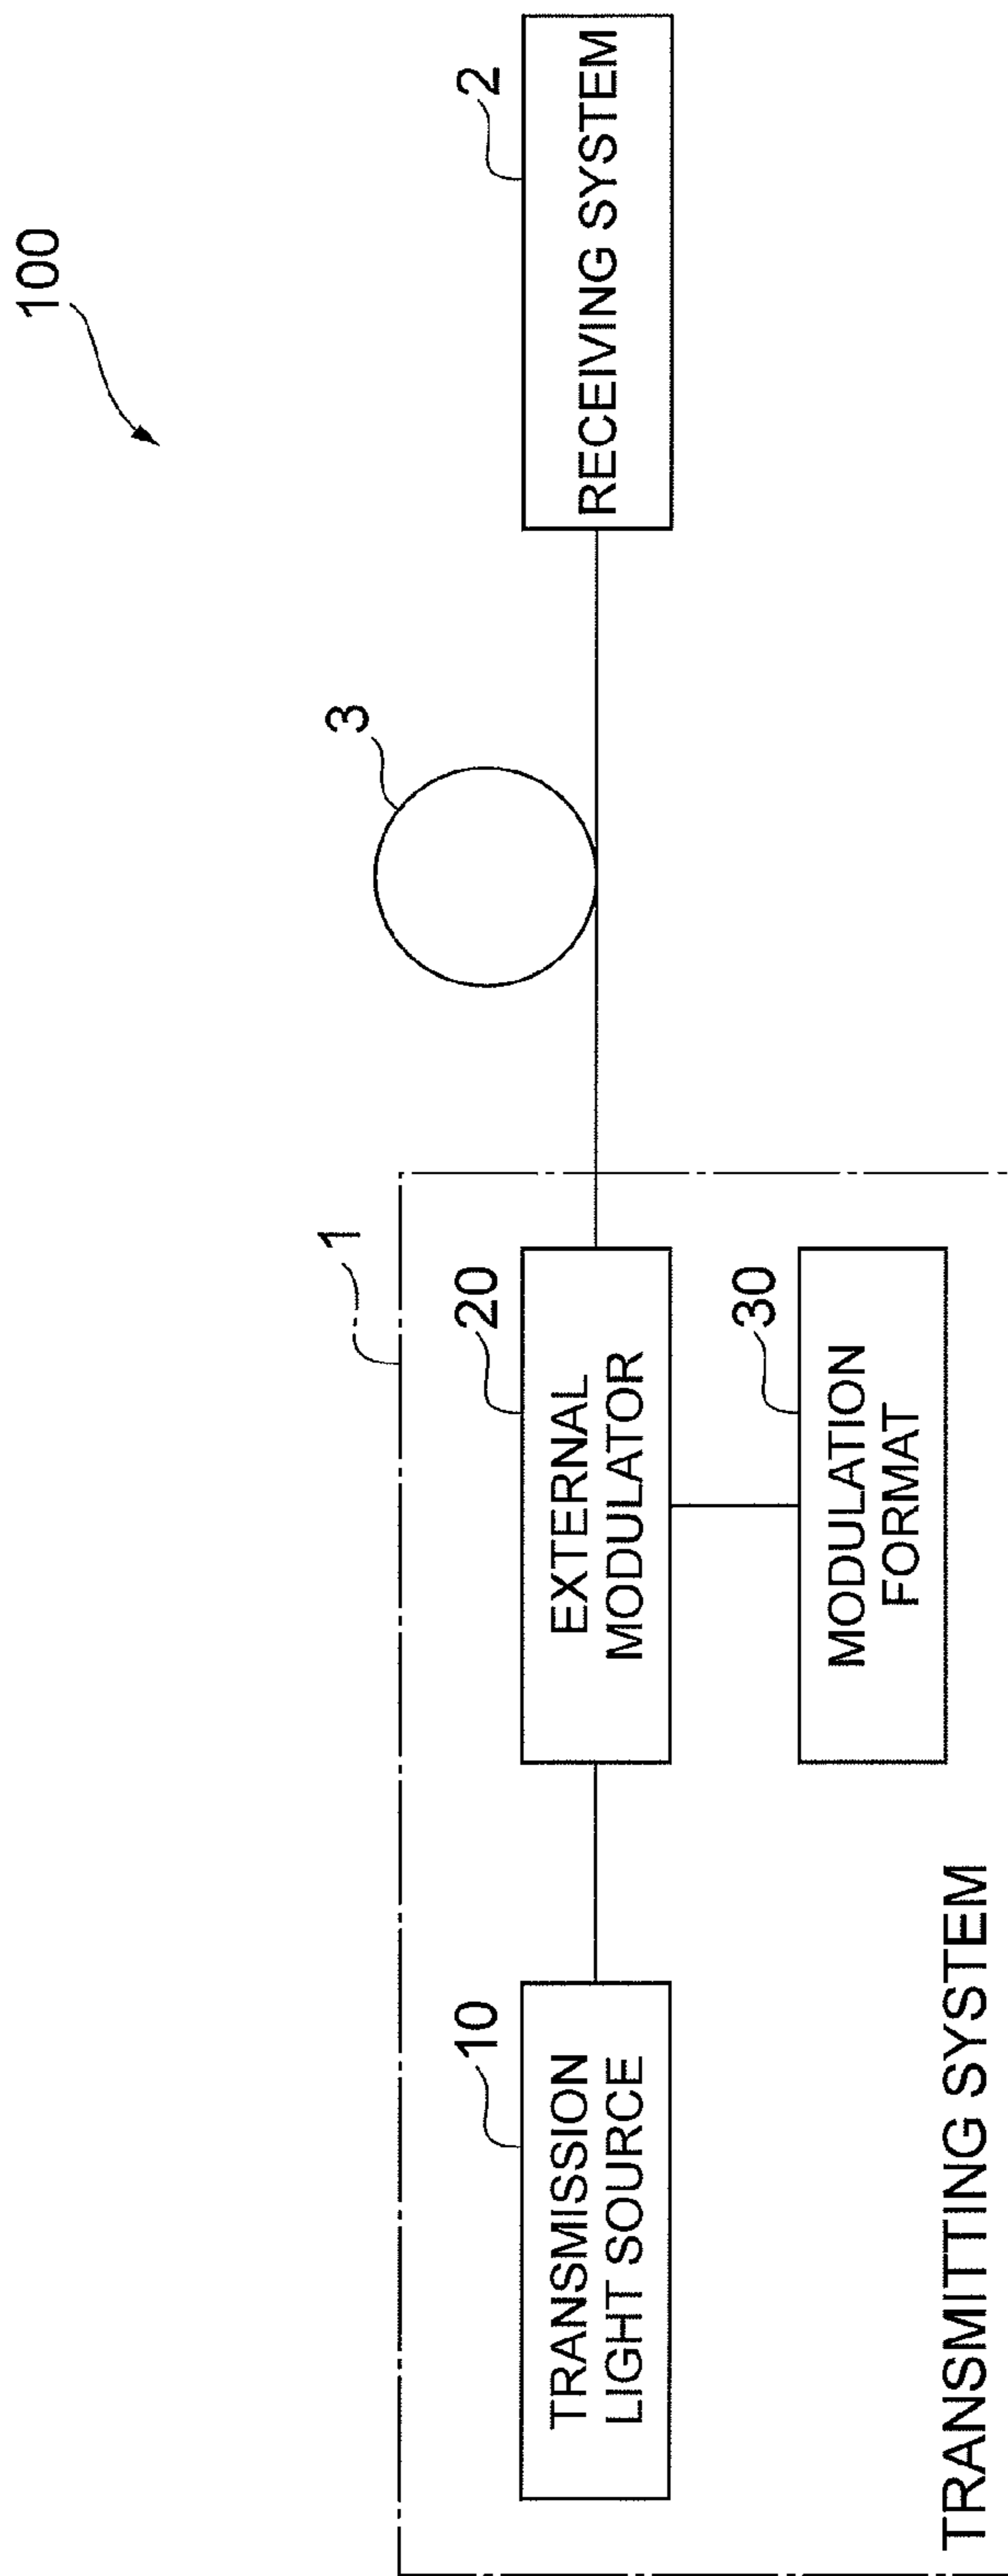 100
1
10
TRANSMISSION
LIGHT SOURCE
20
EXTERNAL
MODULATOR
30
MODULATION
FORMAT
TRANSMITTING SYSTEM
3
2
RECEIVING SYSTEM